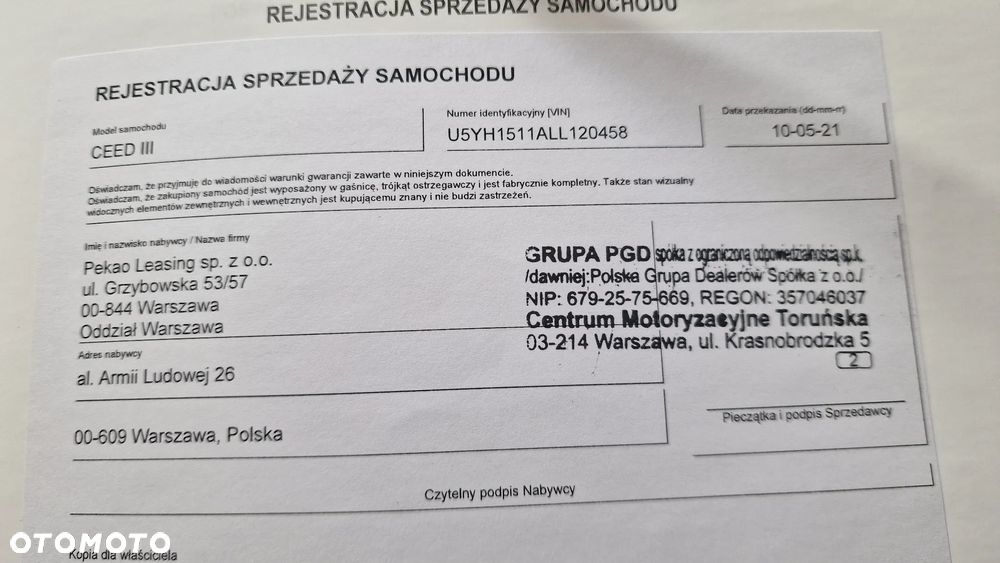 REJESTRACJA SPRZEDAŻY SAMOCHODU
REJESTRACJA SPRZEDAŻY SAMOCHODU
Model samochodu
CEED III
Numer identyfikacyjny [VIN]
U5YH1511ALL120458
Data przekazania (dd-mm-rr)
10-05-21
Oświadczam, że przyjmuję do wiadomości warunki gwarancji zawarte w niniejszym dokumencie.
Oświadczam, że zakupiony samochód jest wyposażony w gaśnicę, trójkąt ostrzegawczy i jest fabrycznie kompletny. Także stan wizualny
widocznych elementów zewnętrznych i wewnętrznych jest kupującemu znany i nie budzi zastrzeżeń.
Imię i nazwisko nabywcy / Nazwa firmy
Pekao Leasing sp. z o.o.
ul. Grzybowska 53/57
00-844 Warszawa
Oddział Warszawa
GRUPA PGD spółka z ograniczoną odpowiedzialnością sp.k.
/dawniej:Polska Grupa Dealerów Spółka z o.o./
NIP: 679-25-75-669, REGON: 357046037
Centrum Motoryzacyjne Toruńska
03-214 Warszawa, ul. Krasnobrodzka 5
2
Adres nabywcy
al. Armii Ludowej 26
00-609 Warszawa, Polska
Pieczątka i podpis Sprzedawcy
Czytelny podpis Nabywcy
Kopia dla właściciela
OTOMOTO